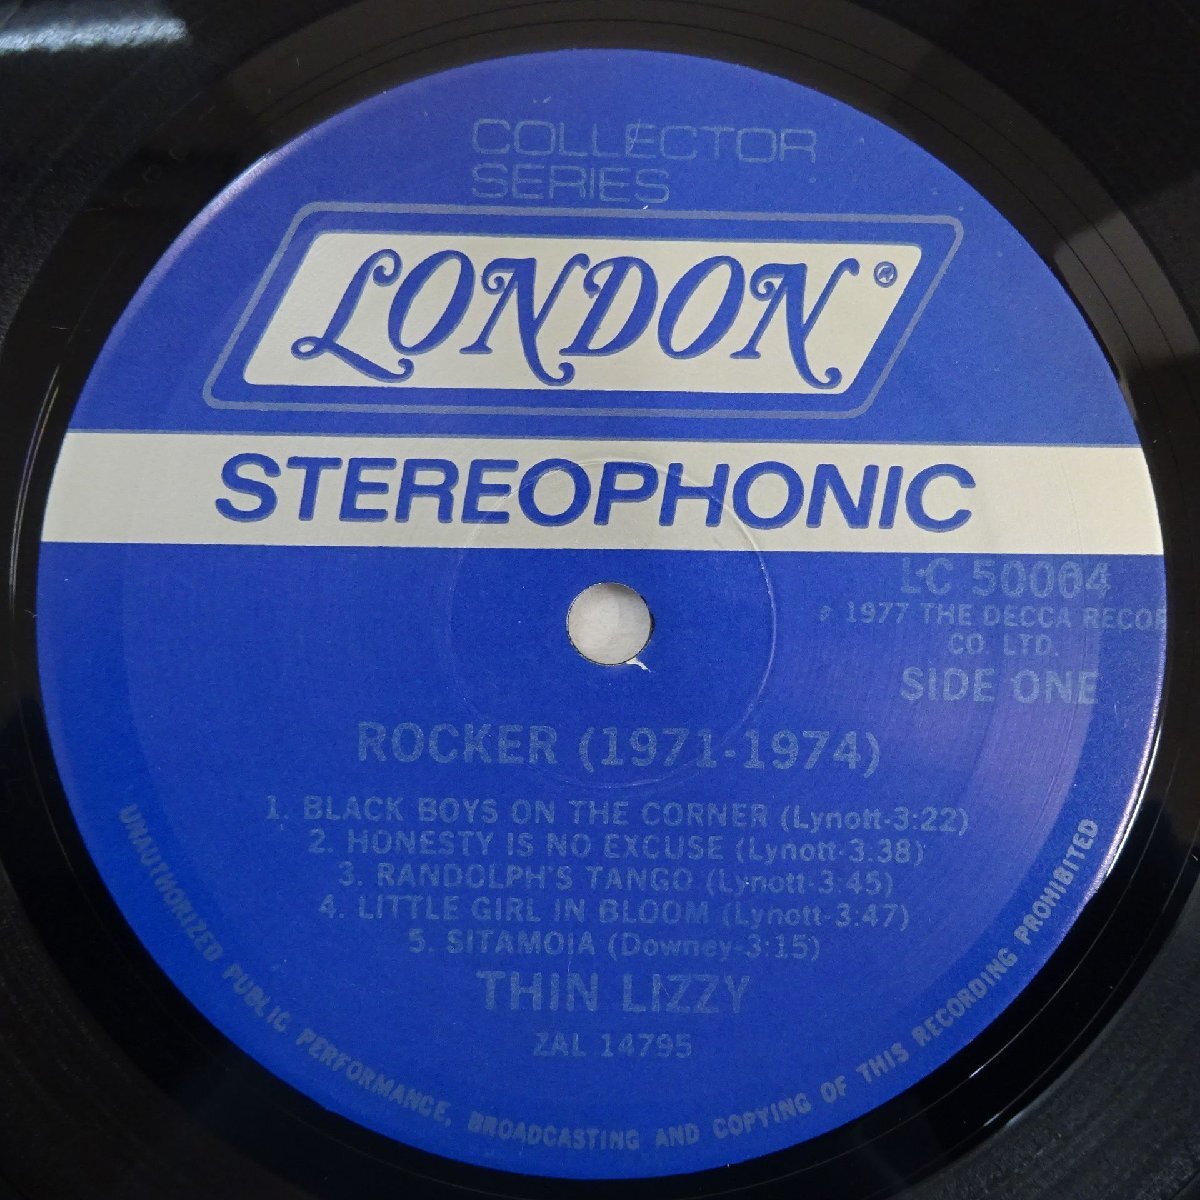 COLLECTOR
SERIES
LONDON®
STEREOPHONIC
LC 50004
℗ 1977 THE DECCA RECOR
CO. LTD.
SIDE ONE
ROCKER (1971-1974)
1. BLACK BOYS ON THE CORNER (Lynott-3:22)
2. HONESTY IS NO EXCUSE (Lynott-3.38)
3. RANDOLPH'S TANGO (Lynott-3:45)
4. LITTLE GIRL IN BLOOM (Lynott-3:47)
5. SITAMOIA (Downey-3:15)
THIN LIZZY
ZAL 14795
UNAUTHORIZED PUBLIC PERFORMANCE, BROADCASTING AND COPYING OF THIS RECORDING PROHIBITED